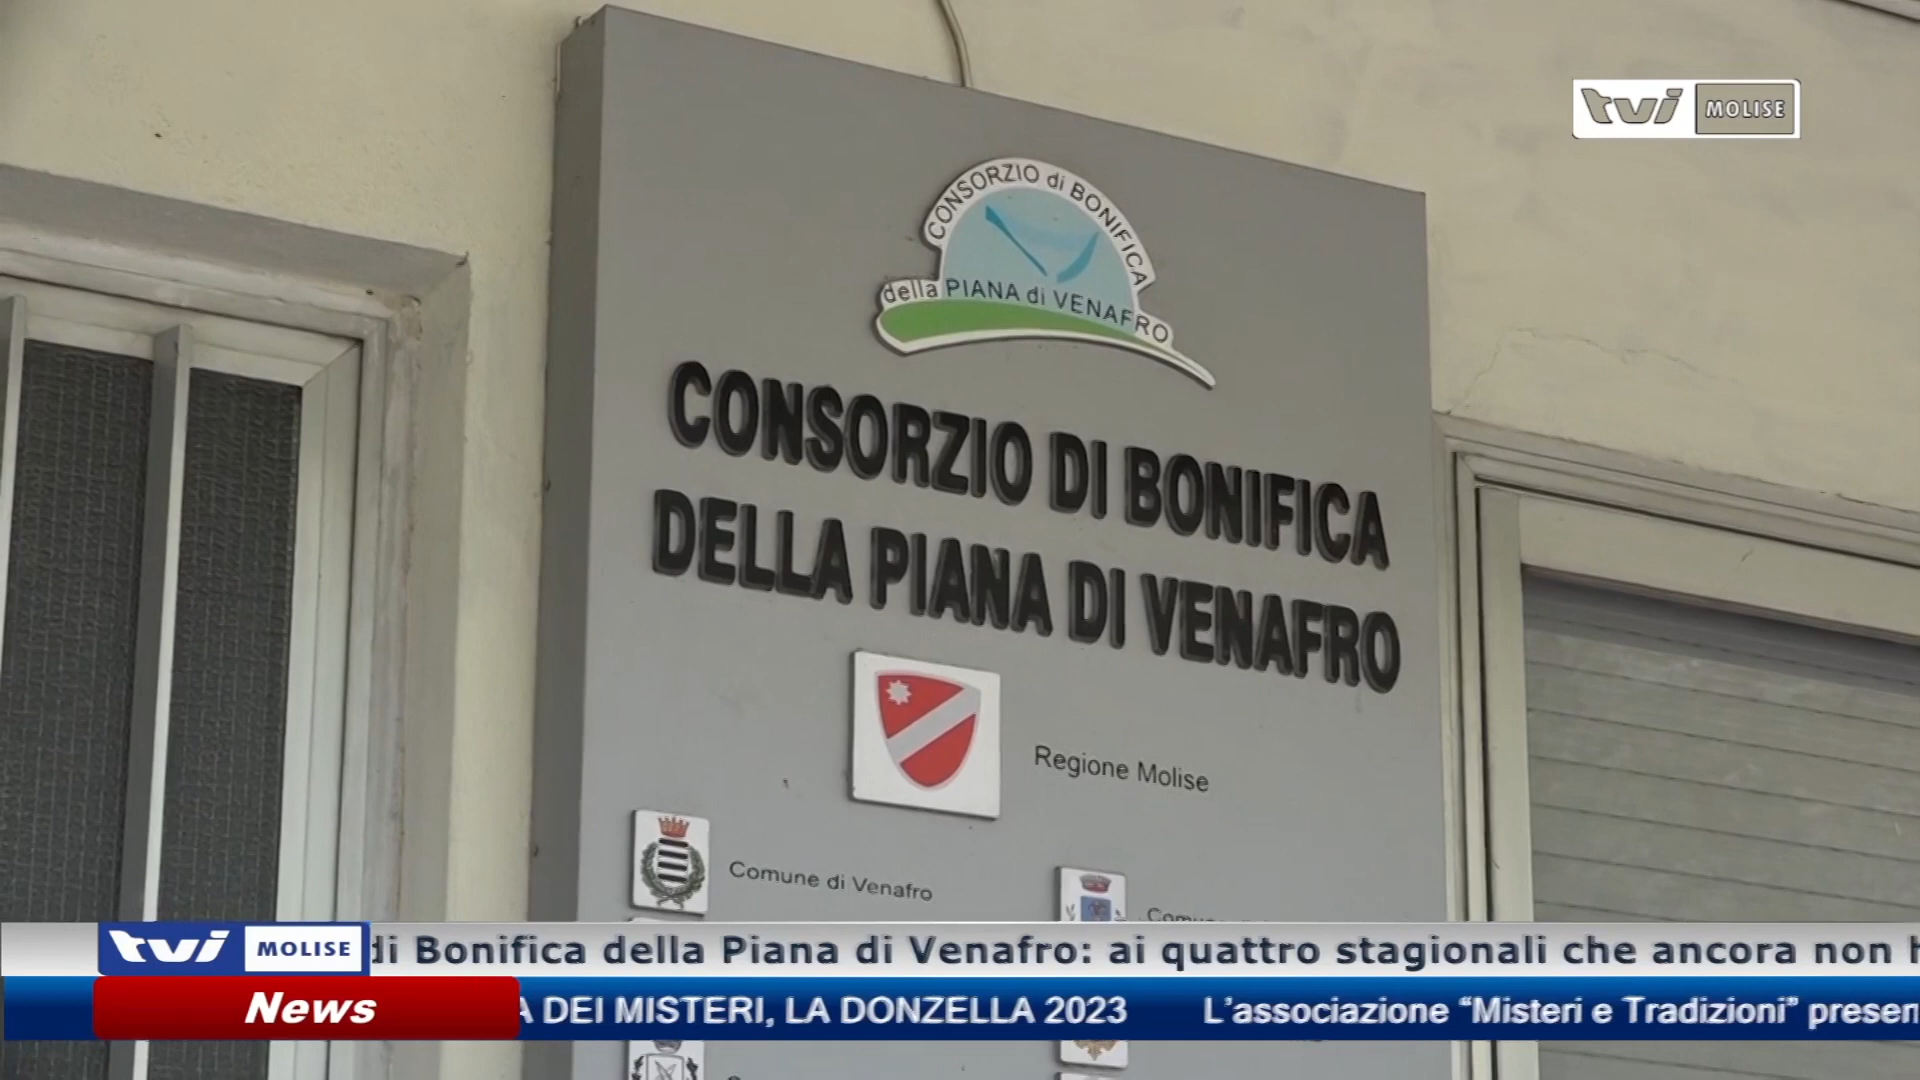 tvi MOLISE
CONSORZIO di BONIFICA
della PIANA di VENAFRO
CONSORZIO DI BONIFICA
DELLA PIANA DI VENAFRO
Regione Molise
Comune di Venafro
tvi MOLISE
di Bonifica della Piana di Venafro: ai quattro stagionali che ancora non
News
DEI MISTERI, LA DONZELLA 2023 L’associazione “Misteri e Tradizioni”